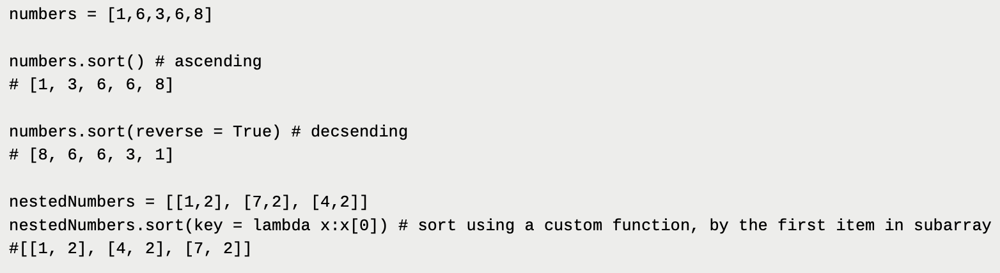 numbers = [1,6,3,6,8]
numbers.sort() # ascending
# [1, 3, 6, 6, 8]
numbers.sort(reverse = True) # decsending
# [8, 6, 6, 3, 1]
nestedNumbers = [[1,2], [7,2], [4,2]]
nestedNumbers.sort(key = lambda x:x[0]) # sort using a custom function, by the first item in subarray
#[[1, 2], [4, 2], [7, 2]]